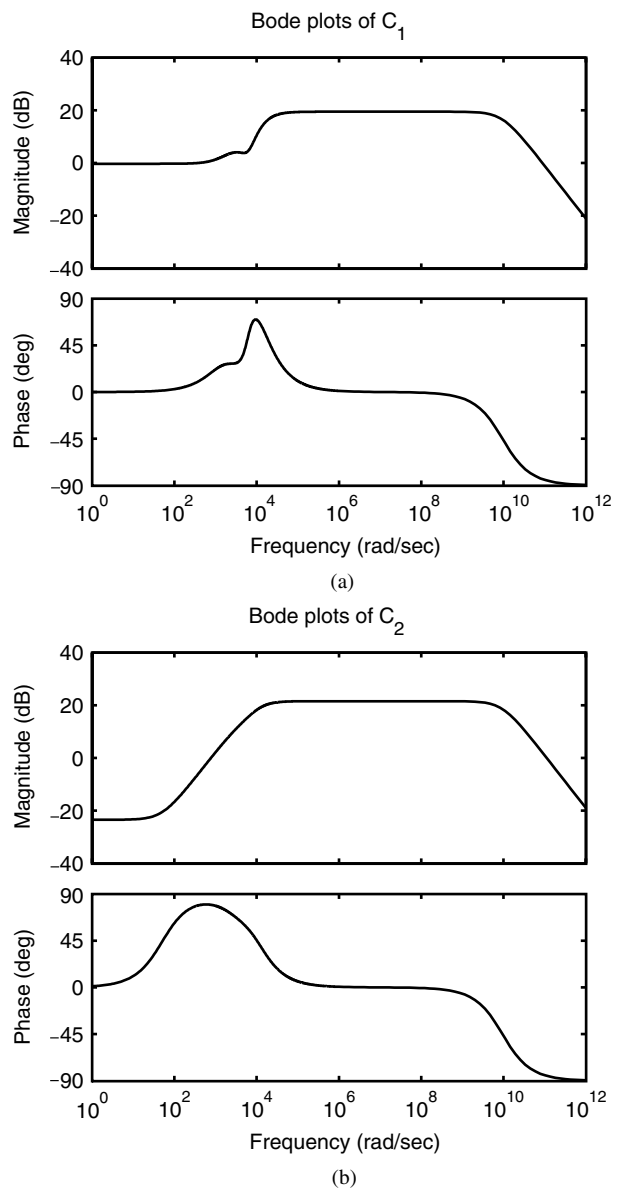 Bode plots of C1
Magnitude (dB)
40
20
0
−20
−40
Phase (deg)
90
45
0
−45
−90
10^0 10^2 10^4 10^6 10^8 10^10 10^12
Frequency (rad/sec)
(a)
Bode plots of C2
Magnitude (dB)
40
20
0
−20
−40
Phase (deg)
90
45
0
−45
−90
10^0 10^2 10^4 10^6 10^8 10^10 10^12
Frequency (rad/sec)
(b)